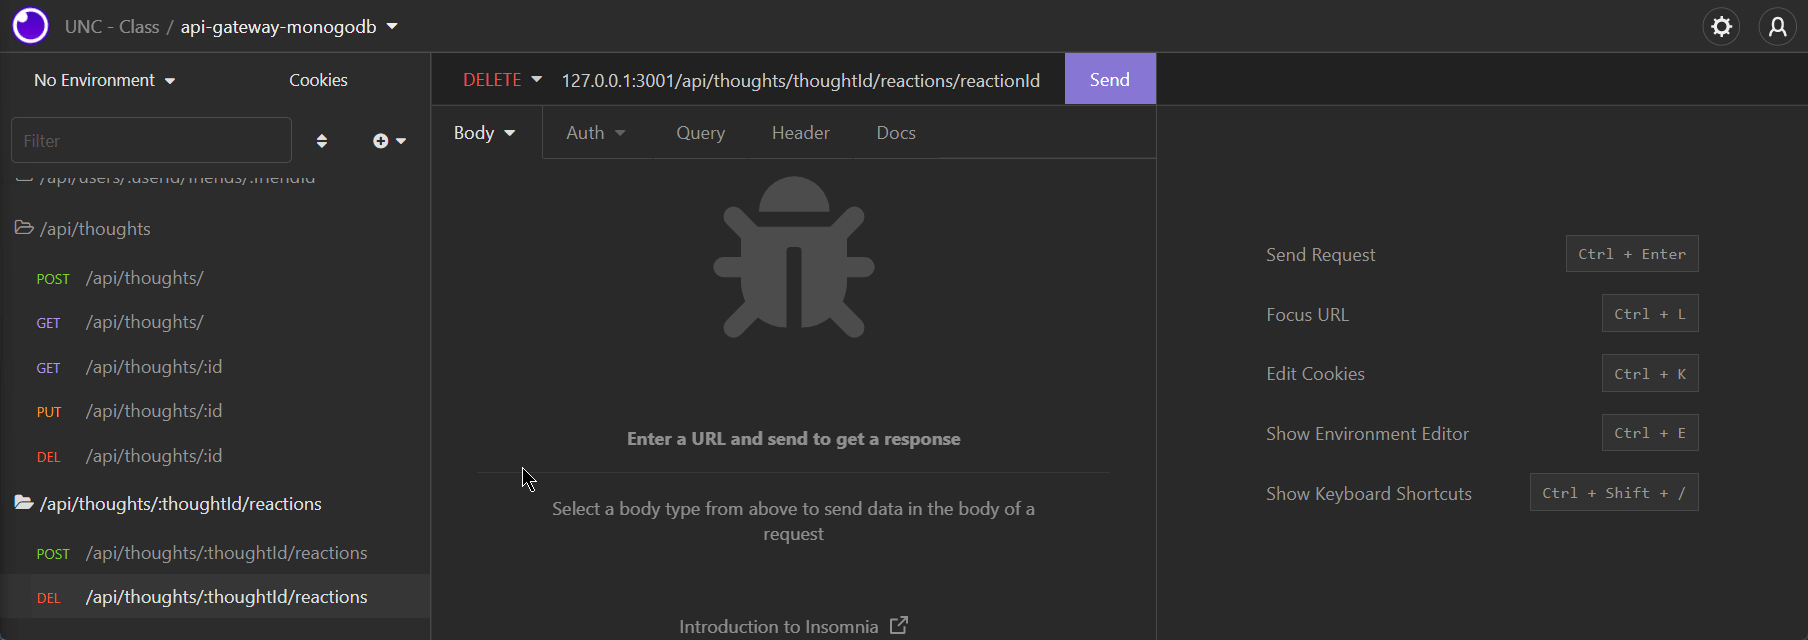 UNC - Class / api-gateway-monogodb
No Environment
Cookies
DELETE
127.0.0.1:3001/api/thoughts/thoughtId/reactions/reactionId
Send
Filter
Body
Auth
Query
Header
Docs
/api/users/:userId/friends/:friendId
/api/thoughts
POST /api/thoughts/
GET /api/thoughts/
GET /api/thoughts/:id
PUT /api/thoughts/:id
DEL /api/thoughts/:id
/api/thoughts/:thoughtId/reactions
POST /api/thoughts/:thoughtId/reactions
DEL /api/thoughts/:thoughtId/reactions
Enter a URL and send to get a response
Select a body type from above to send data in the body of a
request
Introduction to Insomnia
Send Request Ctrl + Enter
Focus URL Ctrl + L
Edit Cookies Ctrl + K
Show Environment Editor Ctrl + E
Show Keyboard Shortcuts Ctrl + Shift + /